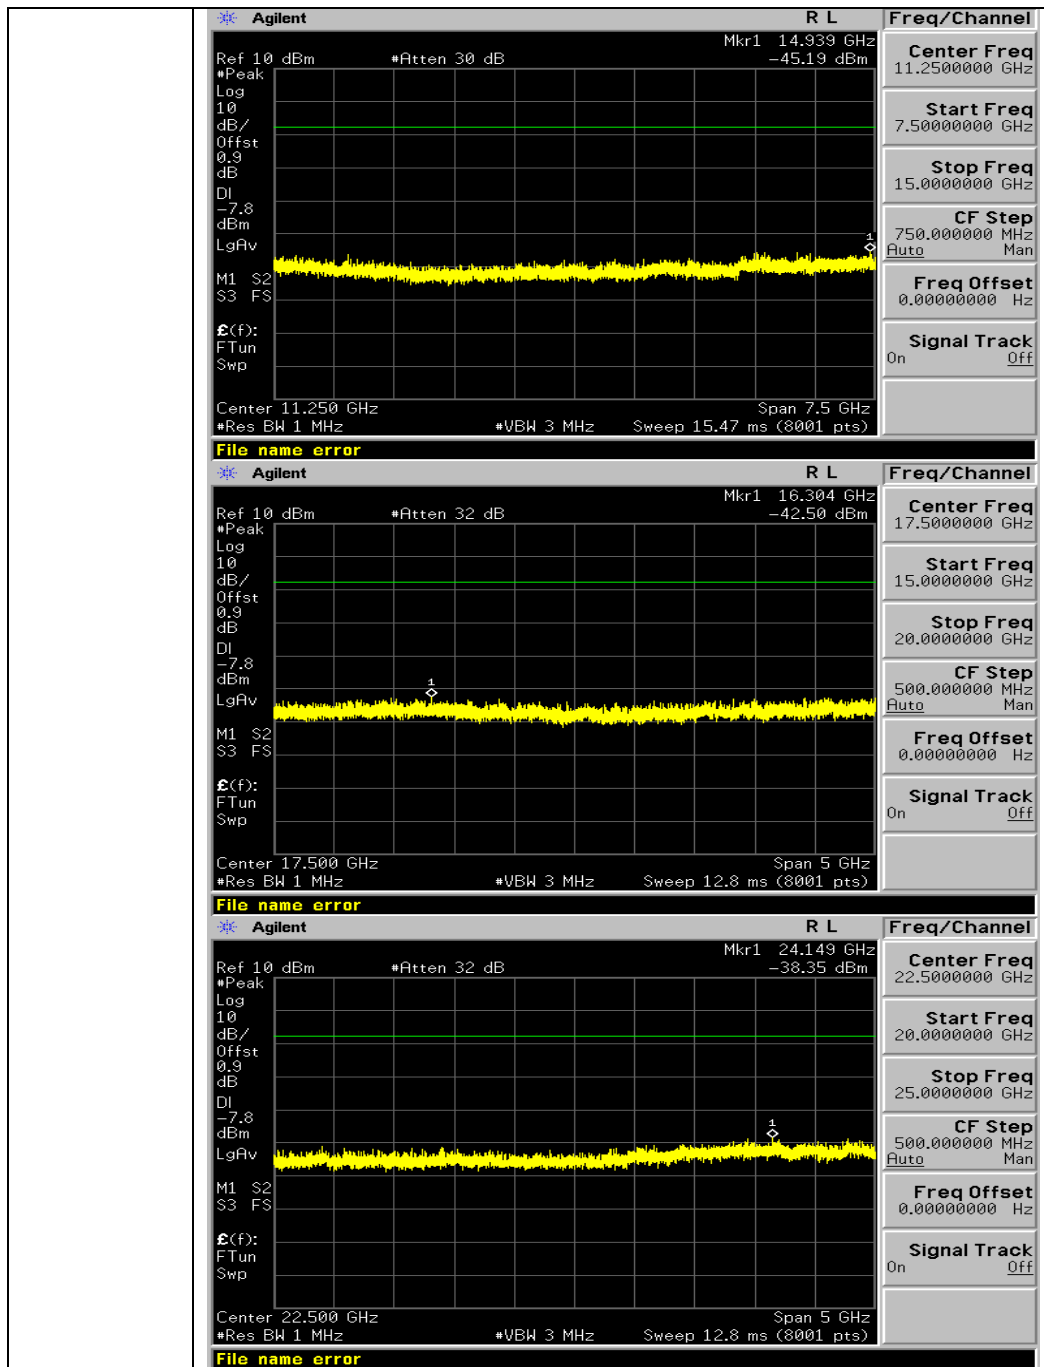 Agilent R L Freq/Channel
Mkr1 14.939 GHz
Ref 10 dBm #Atten 30 dB -45.19 dBm
#Peak
Log
10
dB/
Offst
0.9
dB
DI
-7.8
dBm
LgAv
M1 S2
S3 FS
£(f):
FTun
Swp
1
Center 11.250 GHz Span 7.5 GHz
#Res BW 1 MHz #VBW 3 MHz Sweep 15.47 ms (8001 pts)
File name error
Center Freq
11.2500000 GHz
Start Freq
7.50000000 GHz
Stop Freq
15.0000000 GHz
CF Step
750.000000 MHz
Auto Man
Freq Offset
0.00000000 Hz
Signal Track
On Off
Agilent R L Freq/Channel
Mkr1 16.304 GHz
Ref 10 dBm #Atten 32 dB -42.50 dBm
#Peak
Log
10
dB/
Offst
0.9
dB
DI
-7.8
dBm
LgAv
M1 S2
S3 FS
£(f):
FTun
Swp
1
Center 17.500 GHz Span 5 GHz
#Res BW 1 MHz #VBW 3 MHz Sweep 12.8 ms (8001 pts)
File name error
Center Freq
17.5000000 GHz
Start Freq
15.0000000 GHz
Stop Freq
20.0000000 GHz
CF Step
500.000000 MHz
Auto Man
Freq Offset
0.00000000 Hz
Signal Track
On Off
Agilent R L Freq/Channel
Mkr1 24.149 GHz
Ref 10 dBm #Atten 32 dB -38.35 dBm
#Peak
Log
10
dB/
Offst
0.9
dB
DI
-7.8
dBm
LgAv
M1 S2
S3 FS
£(f):
FTun
Swp
1
Center 22.500 GHz Span 5 GHz
#Res BW 1 MHz #VBW 3 MHz Sweep 12.8 ms (8001 pts)
File name error
Center Freq
22.5000000 GHz
Start Freq
20.0000000 GHz
Stop Freq
25.0000000 GHz
CF Step
500.000000 MHz
Auto Man
Freq Offset
0.00000000 Hz
Signal Track
On Off